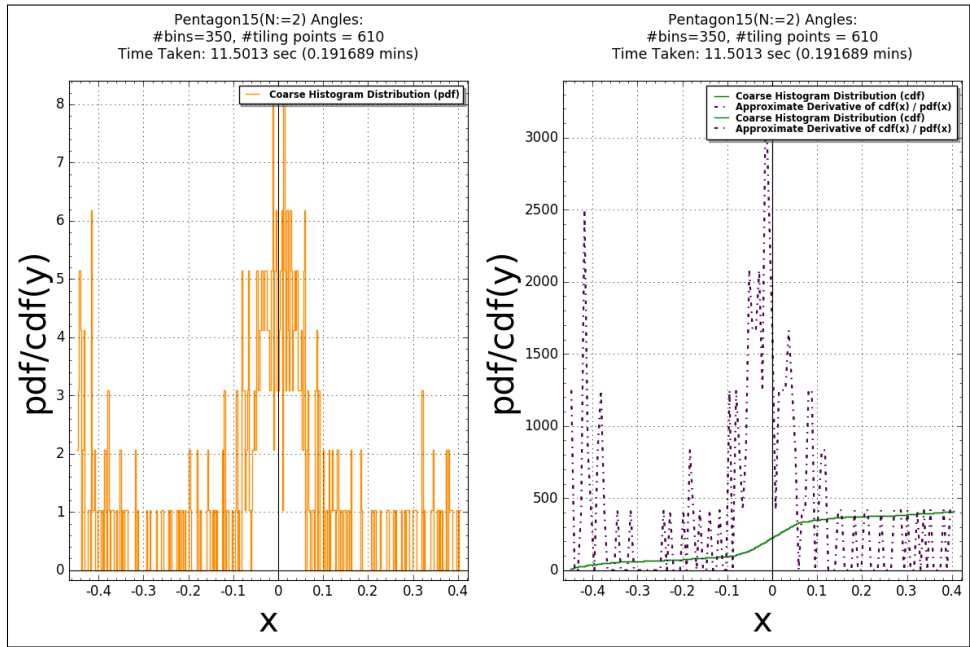 Pentagon15(N:=2) Angles:
#bins=350, #tiling points = 610
Time Taken: 11.5013 sec (0.191689 mins)
Coarse Histogram Distribution (pdf)
8
7
6
5
4
3
2
1
0
-0.4
-0.3
-0.2
-0.1
0
0.1
0.2
0.3
0.4
pdf/cdf(y)
x
Pentagon15(N:=2) Angles:
#bins=350, #tiling points = 610
Time Taken: 11.5013 sec (0.191689 mins)
Coarse Histogram Distribution (cdf)
Approximate Derivative of cdf(x) / pdf(x)
Coarse Histogram Distribution (cdf)
Approximate Derivative of cdf(x) / pdf(x)
3000
2500
2000
1500
1000
500
0
-0.4
-0.3
-0.2
-0.1
0
0.1
0.2
0.3
0.4
pdf/cdf(y)
x